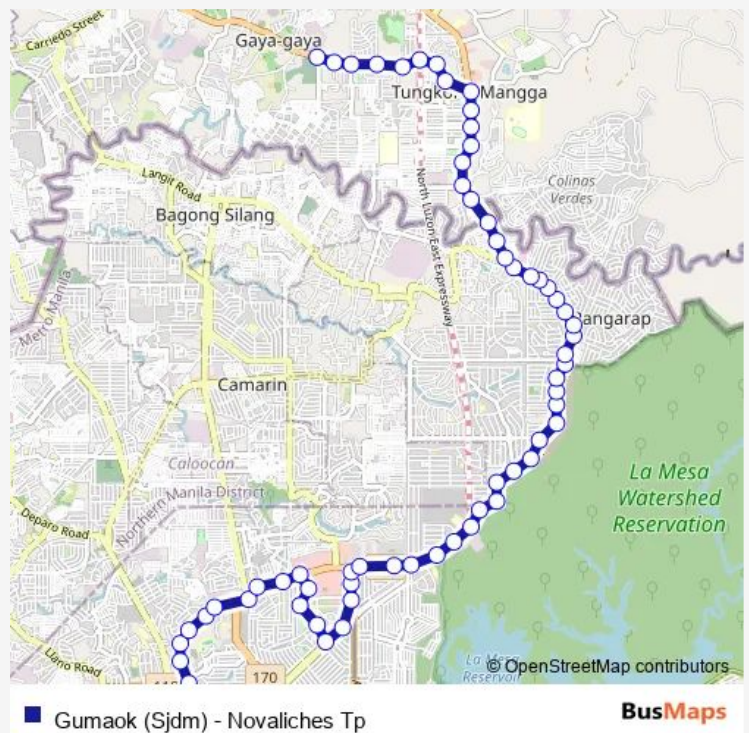 Carriedo Street
Gaya-gaya
Mangga
Langit Road
Colinas
Verdes
Bagong Silang
North Luzon East Expressway
Metro Manila
Camarin
Caloocan
Northern Manila District
La Mesa
Watershed
Reservation
Deparo Road
Llano Road
170
La Mesa
© OpenStreetMap contributors
Gumaok (Sjdm) - Novaliches Tp
BusMaps